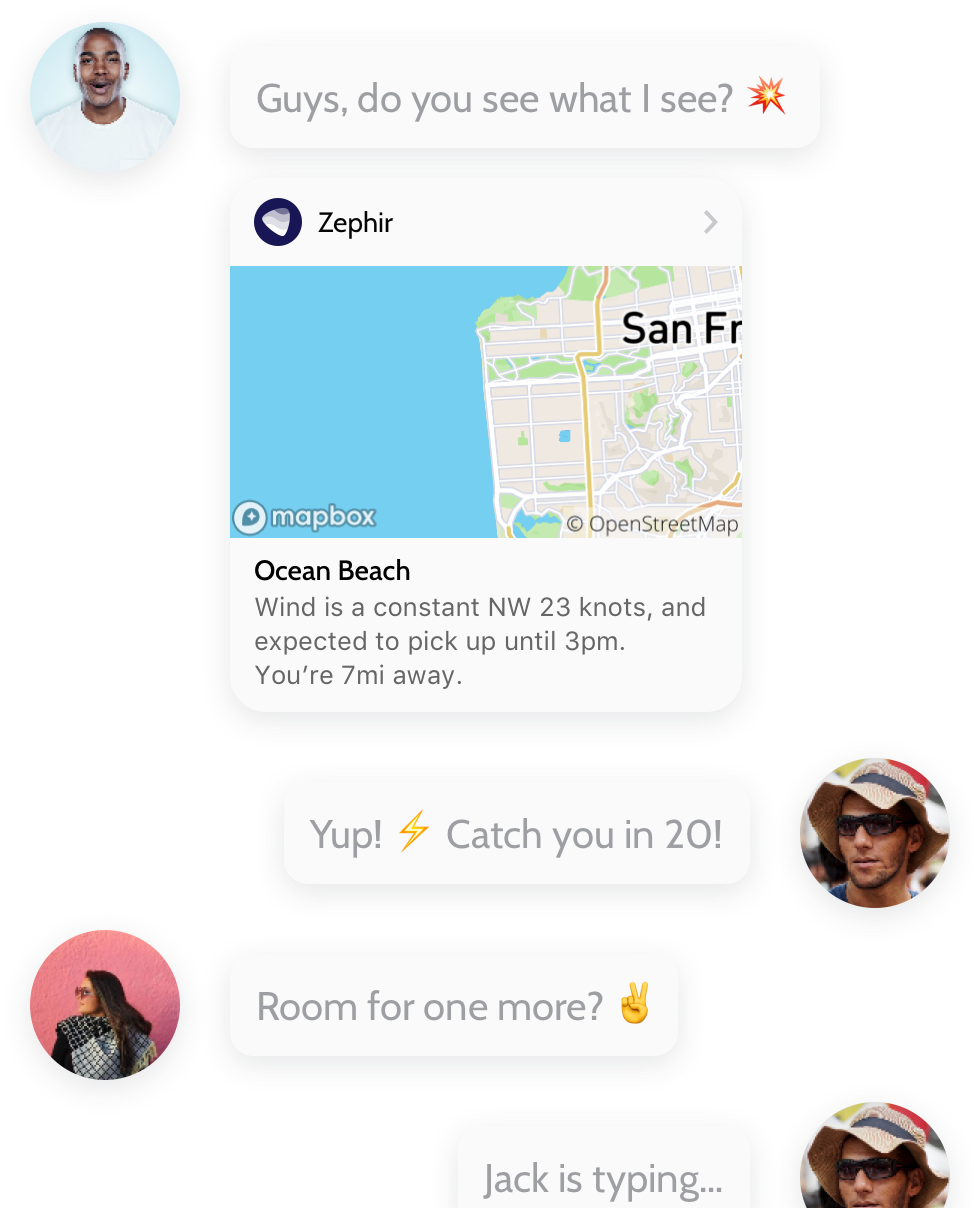 Guys, do you see what I see? 💥
Zephir
San Fr
mapbox
© OpenStreetMap
Ocean Beach
Wind is a constant NW 23 knots, and
expected to pick up until 3pm.
You’re 7mi away.
Yup! ⚡ Catch you in 20!
Room for one more? ✌
Jack is typing...